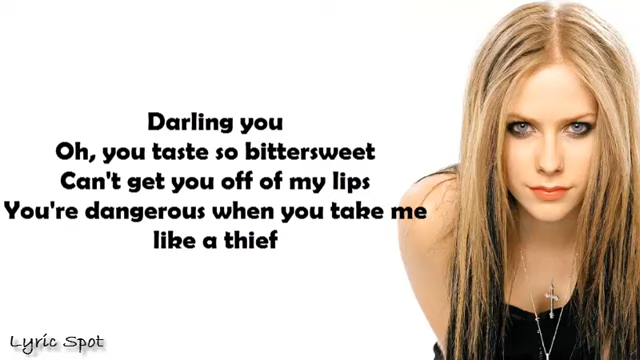 Darling you
Oh, you taste so bittersweet
Can't get you off of my lips
You're dangerous when you take me
like a thief
Lyric Spot